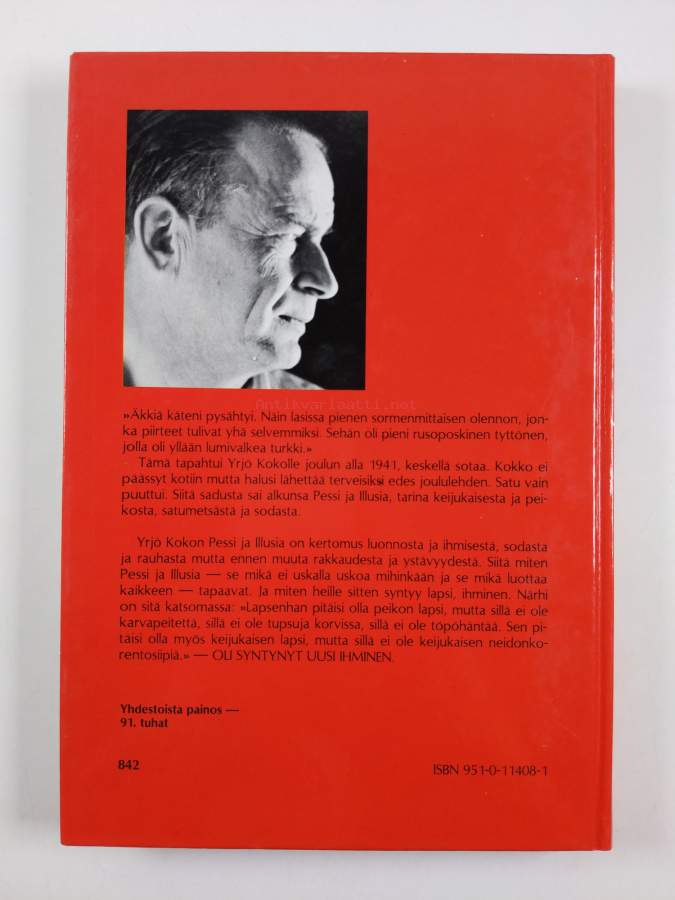 Antikvariaatti.net
»Äkkiä käteni pysähtyi. Näin lasissa pienen sormenmittaisen olennon, jon-
ka piirteet tulivat yhä selvemmiksi. Sehän oli pieni rusoposkinen tyttönen,
jolla oli yllään lumivalkea turkki.»
Tämä tapahtui Yrjö Kokolle joulun alla 1941, keskellä sotaa. Kokko ei
päässyt kotiin mutta halusi lähettää terveisiksi edes joululehden. Satu vain
puuttui. Siitä sadusta sai alkunsa Pessi ja Illusia, tarina keijukaisesta ja pei-
kosta, satumetsästä ja sodasta.
Yrjö Kokon Pessi ja Illusia on kertomus luonnosta ja ihmisestä, sodasta
ja rauhasta mutta ennen muuta rakkaudesta ja ystävyydestä. Siitä miten
Pessi ja Illusia — se mikä ei uskalla uskoa mihinkään ja se mikä luottaa
kaikkeen — tapaavat. Ja miten heille sitten syntyy lapsi, ihminen. Närhi
on sitä katsomassa: »Lapsenhan pitäisi olla peikon lapsi, mutta sillä ei ole
karvapeitettä, sillä ei ole tupsuja korvissa, sillä ei ole töpöhäntää. Sen pi-
täisi olla myös keijukaisen lapsi, mutta sillä ei ole keijukaisen neidonko-
rentosiipiä.» — OLI SYNTYNYT UUSI IHMINEN.
Yhdestoista painos —
91. tuhat
842
ISBN 951-0-11408-1